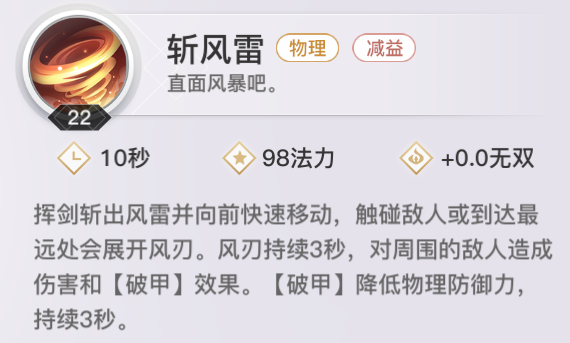 斩风雷 物理 减益
直面风暴吧。
22
10秒 98法力 +0.0无双
挥剑斩出风雷并向前快速移动，触碰敌人或到达最
远处会展开风刃。风刃持续3秒，对周围的敌人造成
伤害和【破甲】效果。【破甲】降低物理防御力，
持续3秒。